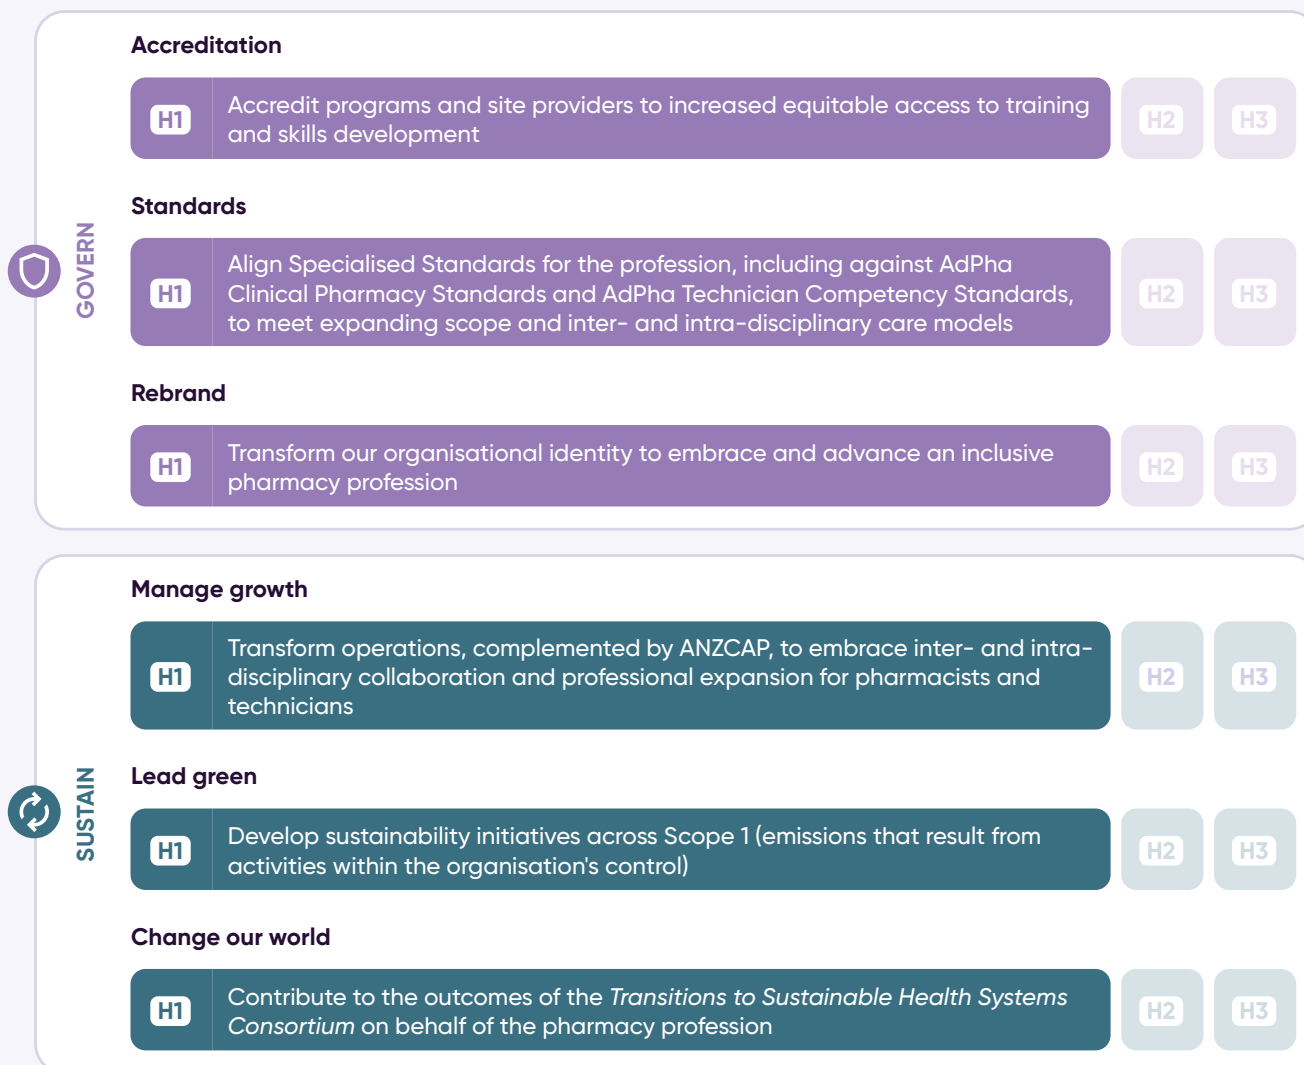 Accreditation
H1
Accredit programs and site providers to increased equitable access to training
and skills development
H2
H3
GOVERN
Standards
H1
Align Specialised Standards for the profession, including against AdPha
Clinical Pharmacy Standards and AdPha Technician Competency Standards,
to meet expanding scope and inter- and intra-disciplinary care models
H2
H3
Rebrand
H1
Transform our organisational identity to embrace and advance an inclusive
pharmacy profession
H2
H3
Manage growth
H1
Transform operations, complemented by ANZCAP, to embrace inter- and intra-
disciplinary collaboration and professional expansion for pharmacists and
technicians
H2
H3
SUSTAIN
Lead green
H1
Develop sustainability initiatives across Scope 1 (emissions that result from
activities within the organisation's control)
H2
H3
Change our world
H1
Contribute to the outcomes of the Transitions to Sustainable Health Systems
Consortium on behalf of the pharmacy profession
H2
H3